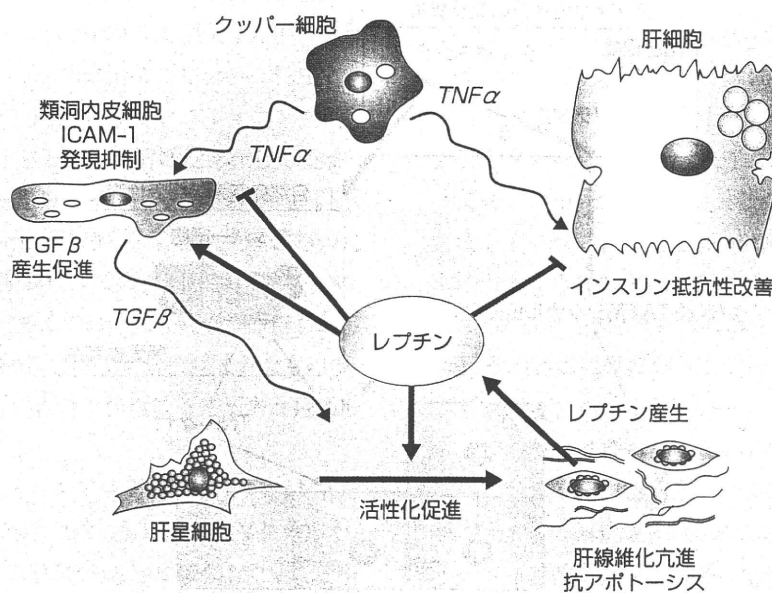 クッパー細胞
肝細胞
TNFα
類洞内皮細胞
ICAM-1
発現抑制
TNFα
TGFβ
産生促進
インスリン抵抗性改善
TGFβ
レプチン
レプチン産生
活性化促進
肝星細胞
肝線維化亢進
抗アポトーシス